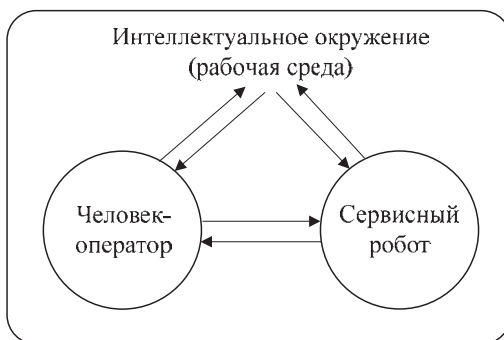 Интеллектуальное окружение
(рабочая среда)
Человек-
оператор
Сервисный
робот